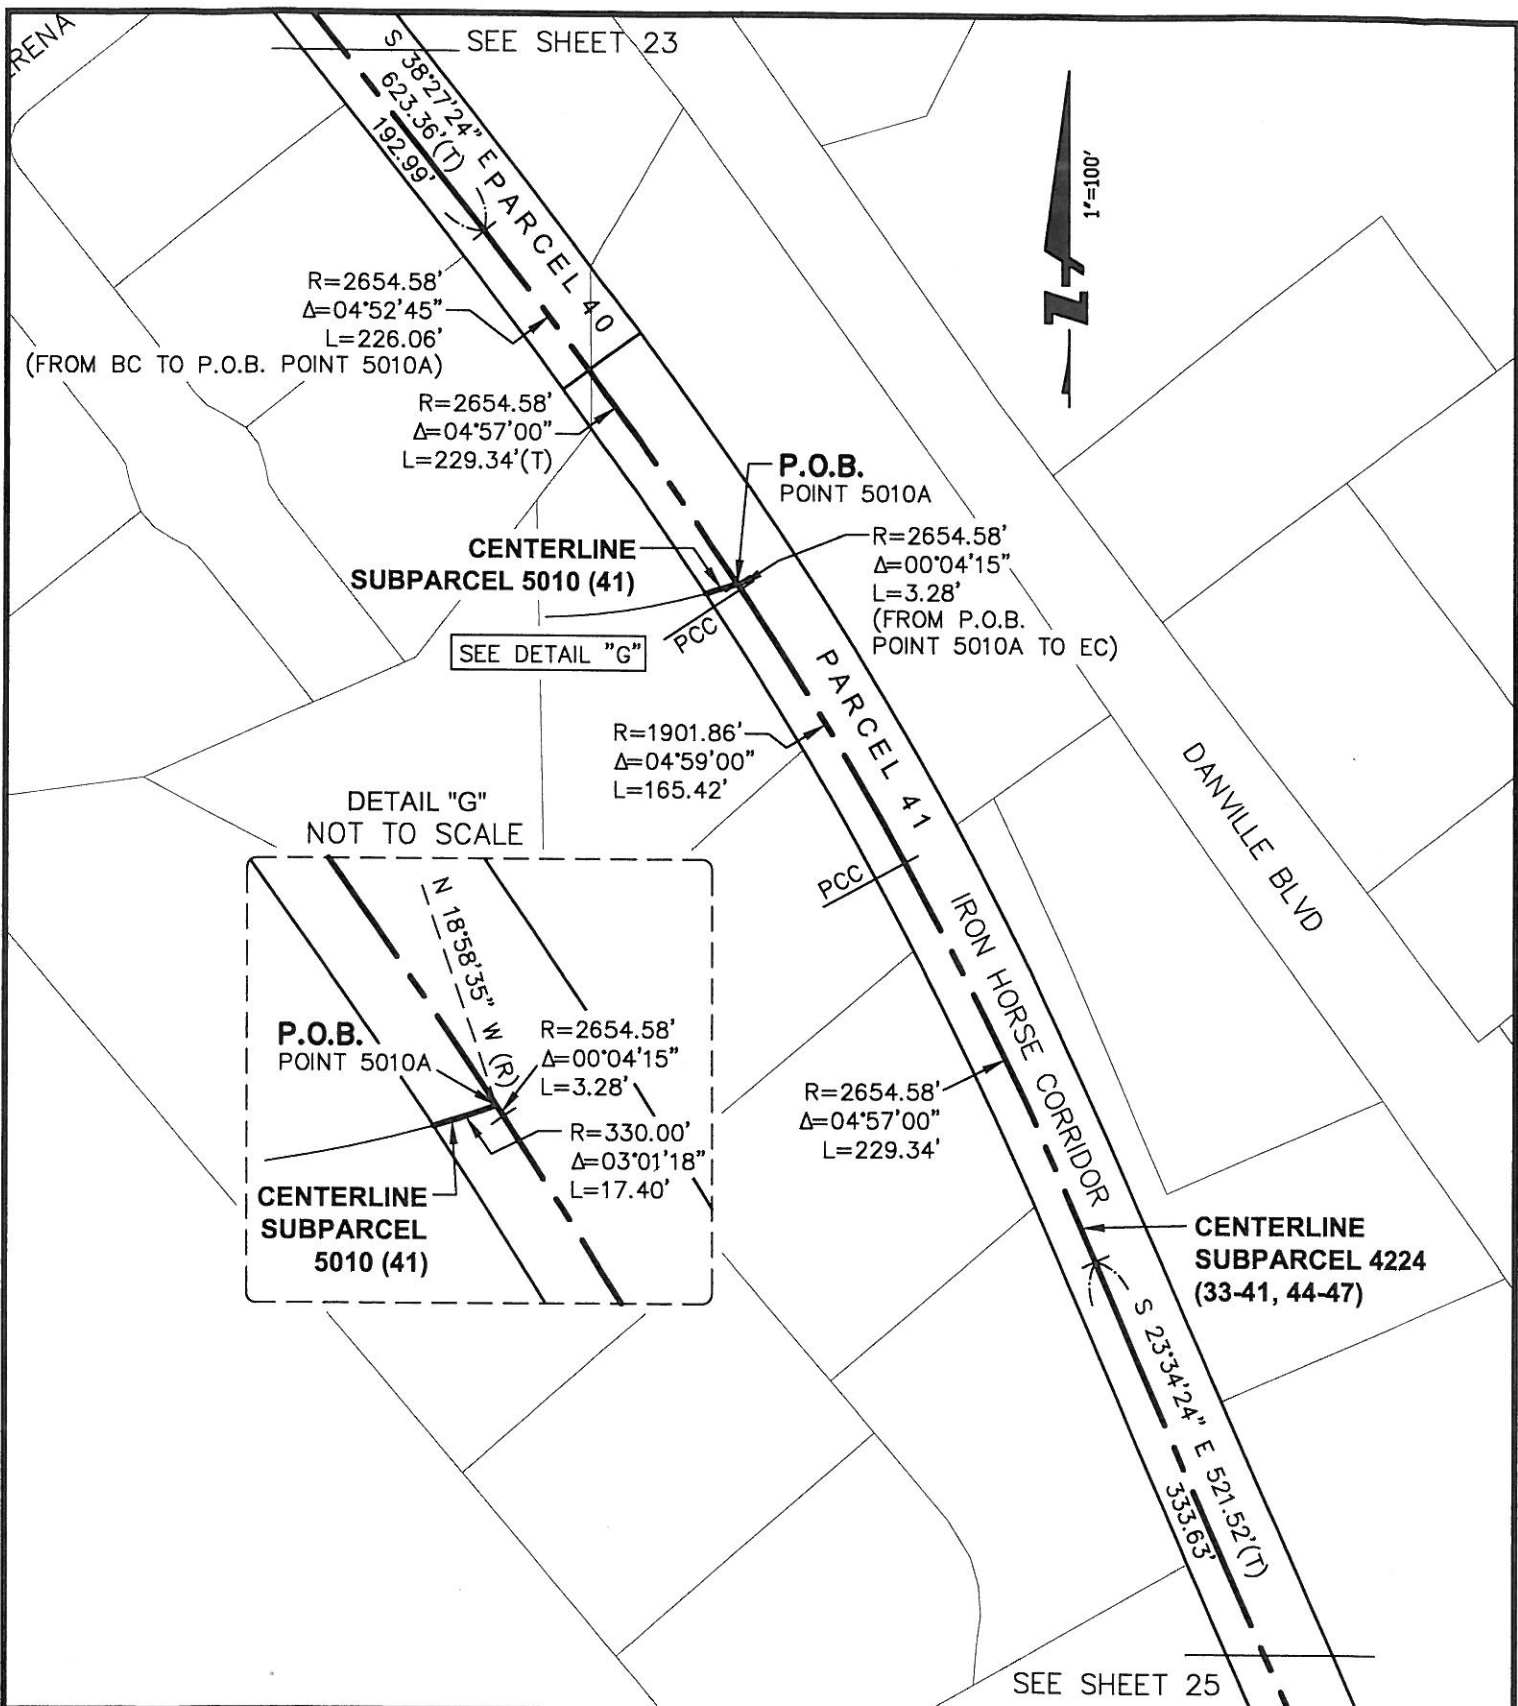 RENA
SEE SHEET 23
S 38°27'24" E
623.36'(T)
192.99'
PARCEL 40
1"=100'
R=2654.58'
Δ=04°52'45"
L=226.06'
(FROM BC TO P.O.B. POINT 5010A)
R=2654.58'
Δ=04°57'00"
L=229.34'(T)
P.O.B.
POINT 5010A
CENTERLINE
SUBPARCEL 5010 (41)
R=2654.58'
Δ=00°04'15"
L=3.28'
(FROM P.O.B.
POINT 5010A TO EC)
SEE DETAIL "G"
PCC
PARCEL 41
R=1901.86'
Δ=04°59'00"
L=165.42'
DANVILLE BLVD
PCC
IRON HORSE CORRIDOR
DETAIL "G"
NOT TO SCALE
N 18°58'35" W (R)
P.O.B.
POINT 5010A
R=2654.58'
Δ=00°04'15"
L=3.28'
R=330.00'
Δ=03°01'18"
L=17.40'
CENTERLINE
SUBPARCEL
5010 (41)
R=2654.58'
Δ=04°57'00"
L=229.34'
CENTERLINE
SUBPARCEL 4224
(33-41, 44-47)
S 23°34'24" E 521.52'(T)
333.63'
SEE SHEET 25